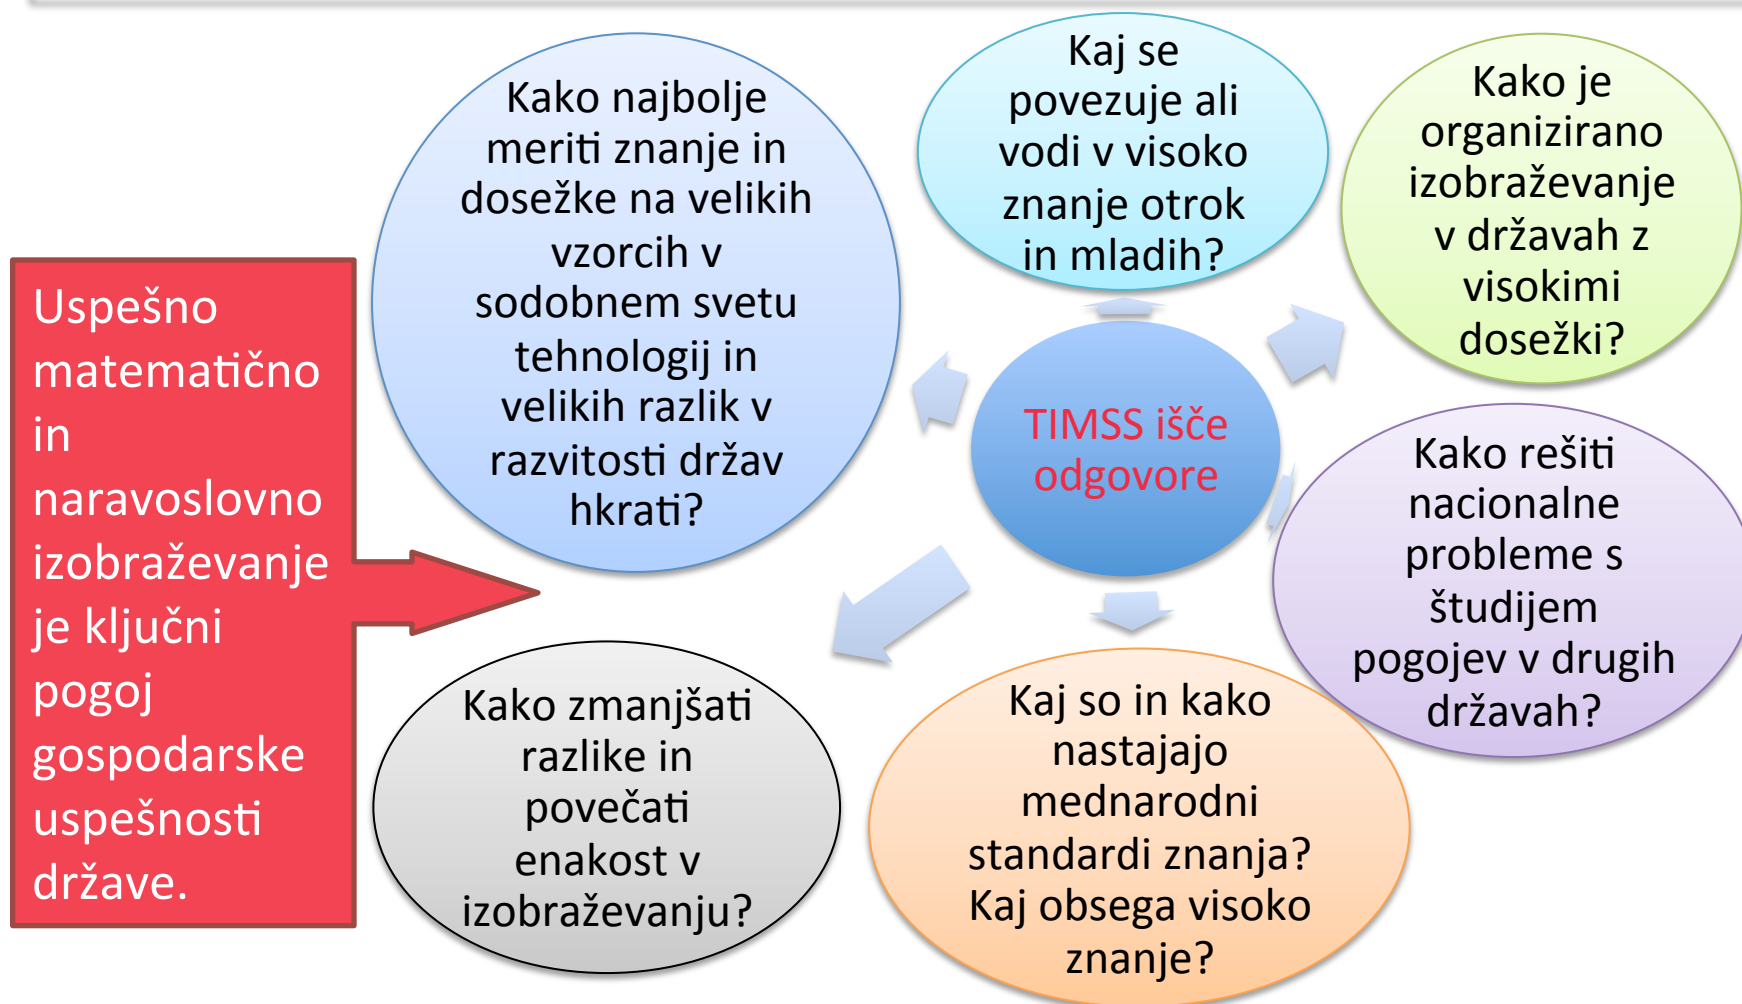 Uspešno
matematično
in
naravoslovno
izobraževanje
je ključni
pogoj
gospodarske
uspešnosti
države.
Kako najbolje
meriti znanje in
dosežke na velikih
vzorcih v
sodobnem svetu
tehnologij in
velikih razlik v
razvitosti držav
hkrati?
Kaj se
povezuje ali
vodi v visoko
znanje otrok
in mladih?
Kako je
organizirano
izobraževanje
v državah z
visokimi
dosežki?
TIMSS išče
odgovore
Kako rešiti
nacionalne
probleme s
študijem
pogojev v drugih
državah?
Kako zmanjšati
razlike in
povečati
enakost v
izobraževanju?
Kaj so in kako
nastajajo
mednarodni
standardi znanja?
Kaj obsega visoko
znanje?